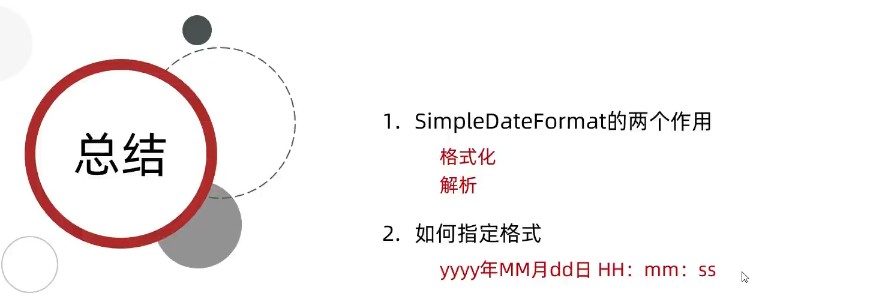 总结
1. SimpleDateFormat的两个作用
格式化
解析
2. 如何指定格式
yyyy年MM月dd日 HH：mm：ss